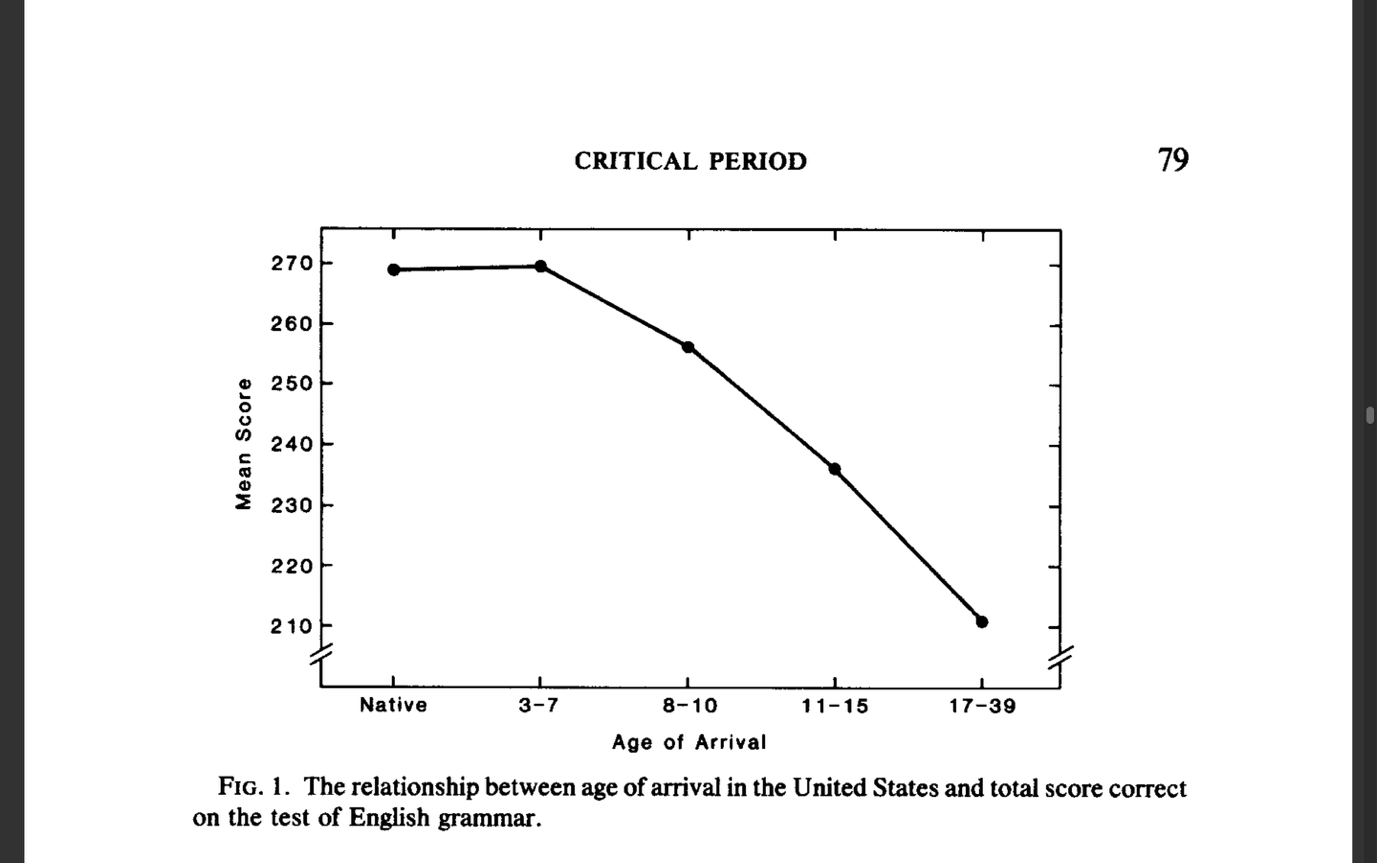 CRITICAL PERIOD 79
270
260
250
240
230
220
210
Mean Score
Native 3-7 8-10 11-15 17-39
Age of Arrival
FIG. 1. The relationship between age of arrival in the United States and total score correct
on the test of English grammar.